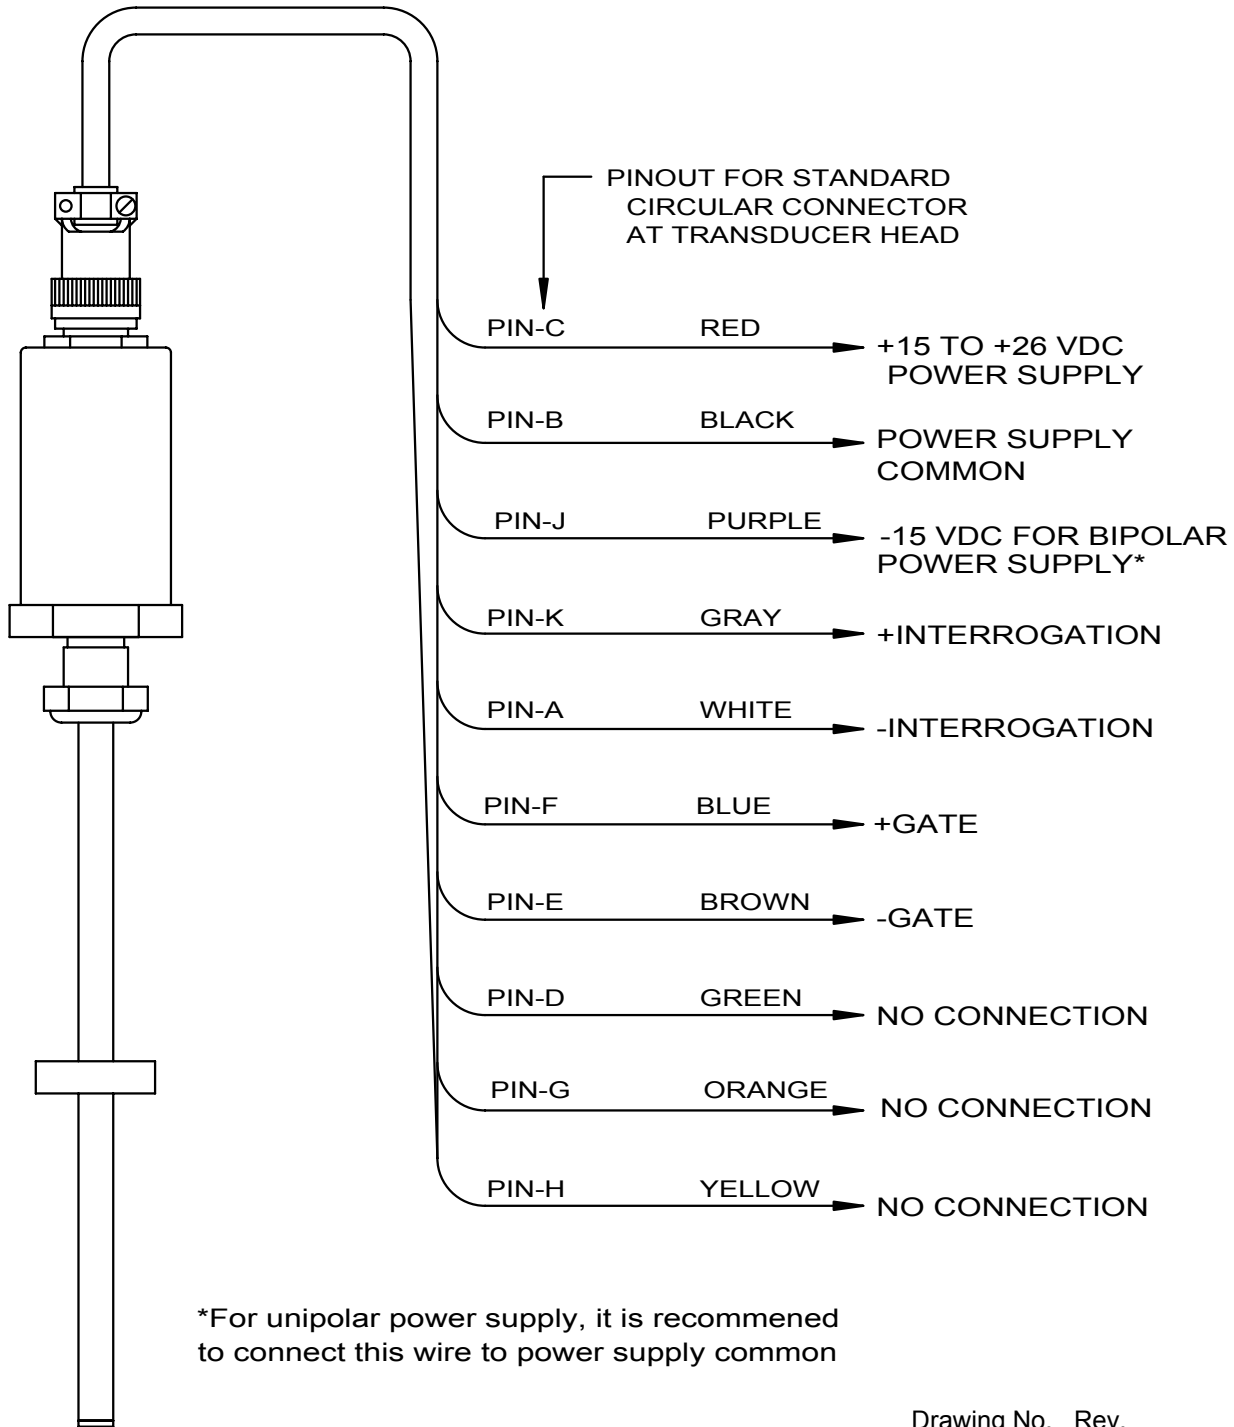 PINOUT FOR STANDARD
CIRCULAR CONNECTOR
AT TRANSDUCER HEAD
PIN-C RED +15 TO +26 VDC
POWER SUPPLY
PIN-B BLACK POWER SUPPLY
COMMON
PIN-J PURPLE -15 VDC FOR BIPOLAR
POWER SUPPLY*
PIN-K GRAY +INTERROGATION
PIN-A WHITE -INTERROGATION
PIN-F BLUE +GATE
PIN-E BROWN -GATE
PIN-D GREEN NO CONNECTION
PIN-G ORANGE NO CONNECTION
PIN-H YELLOW NO CONNECTION
*For unipolar power supply, it is recommened
to connect this wire to power supply common
Drawing No. Rev.